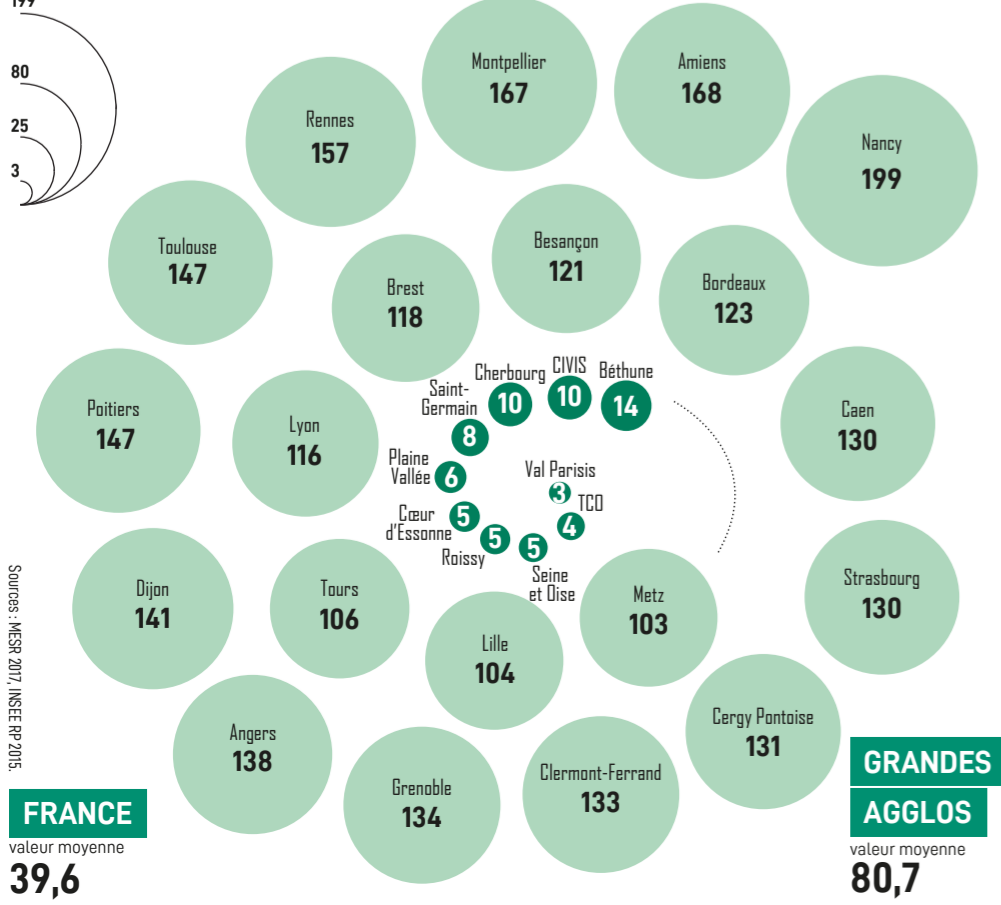 199
80
25
3
Montpellier
167
Amiens
168
Nancy
199
Rennes
157
Toulouse
147
Brest
118
Besançon
121
Bordeaux
123
Poitiers
147
Lyon
116
Saint-
Germain
8
Cherbourg
10
CIVIS
10
Béthune
14
Caen
130
Plaine
Vallée
6
Val Parisis
3
TCO
4
Cœur
d'Essonne
5
Roissy
5
Seine
et Oise
5
Dijon
141
Tours
106
Lille
104
Metz
103
Strasbourg
130
Angers
138
Grenoble
134
Clermont-Ferrand
133
Cergy Pontoise
131
Sources : MESR 2017, INSEE RP 2015.
FRANCE
valeur moyenne
39,6
GRANDES
AGGLOS
valeur moyenne
80,7